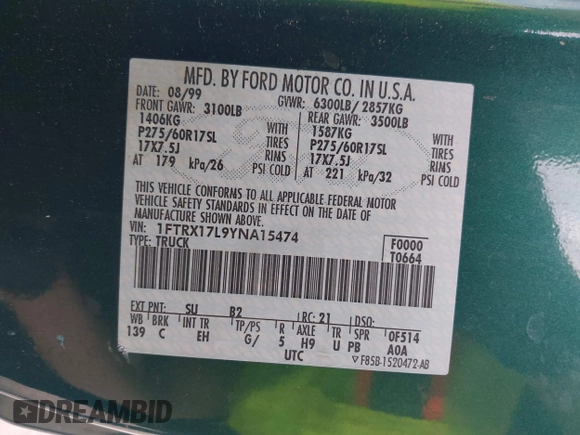 MFD. BY FORD MOTOR CO. IN U.S.A.
DATE: 08/99 GVWR: 6300LB/ 2857KG
FRONT GAWR: 3100LB REAR GAWR: 3500LB
1406KG WITH 1587KG WITH
P275/60R17SL TIRES P275/60R17SL TIRES
17X7.5J RIMS 17X7.5J RIMS
AT 179 kPa/26 PSI COLD AT 221 kPa/32 PSI COLD
THIS VEHICLE CONFORMS TO ALL APPLICABLE FEDERAL MOTOR
VEHICLE SAFETY STANDARDS IN EFFECT ON THE DATE OF
MANUFACTURE SHOWN ABOVE.
VIN: 1FTRX17L9YNA15474 F0000
TYPE: TRUCK T0664
EXT PNT: SU B2 RC: 21 DSO:
WB BRK INT TR TP/PS R AXLE TR SPR 0F514
139 C EH G/ 5 H9 U PB A0A
UTC ▽F85B-1520472-AB
DREAMBID